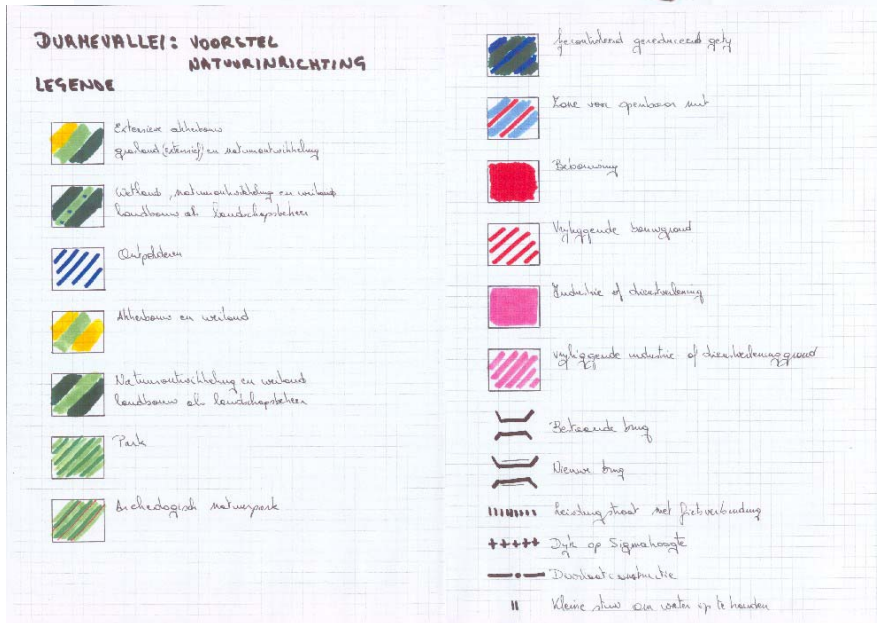 DURMEVALLEI: VOORSTEL
NATUURINRICHTING
LEGENDE
Extensieve akkerbouw
grasland (extensief) en natuurontwikkeling
Wetland, natuurontwikkeling en weiland
landbouw als landschapsbeheer
Ontpolderen
Akkerbouw en weiland
Natuurontwikkeling en weiland
landbouw als landschapsbeheer
Park
Archeologisch natuurpark
Gecontroleerd gereduceerd getij
Zone voor openbaar nut
Bebouwing
Vrijliggende bouwgrond
Industrie of dienstverlening
Vrijliggende industrie of dienstverleninggrond
Bestaande brug
Nieuwe brug
Leidingstraat met fietsverbinding
Dijk op Sigmahoogte
Doorlaatconstructie
Kleine stuw om water op te houden